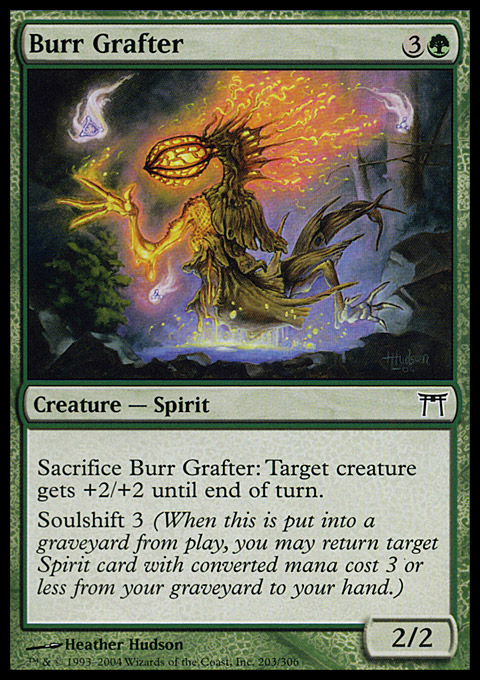 Burr Grafter 3
Hudson
Creature — Spirit
Sacrifice Burr Grafter: Target creature
gets +2/+2 until end of turn.
Soulshift 3 (When this is put into a
graveyard from play, you may return target
Spirit card with converted mana cost 3 or
less from your graveyard to your hand.)
Heather Hudson
2/2
™ & © 1993–2004 Wizards of the Coast, Inc. 203/306